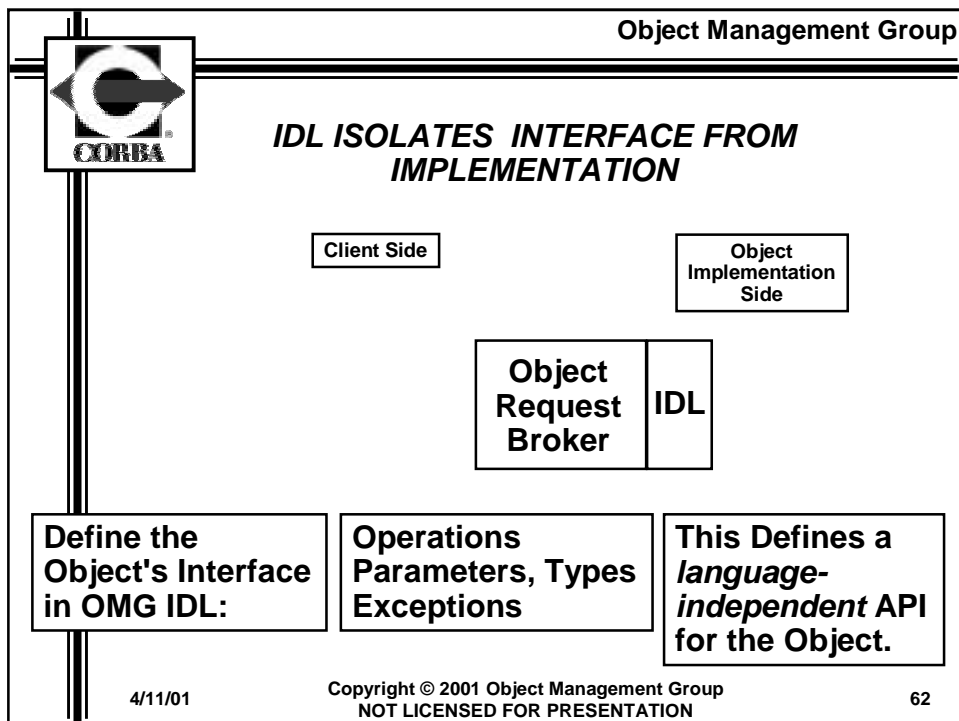 Object Management Group
CORBA
®
IDL ISOLATES INTERFACE FROM
IMPLEMENTATION
Client Side
Object
Implementation
Side
Object
Request
Broker
IDL
Define the
Object's Interface
in OMG IDL:
Operations
Parameters, Types
Exceptions
This Defines a
language-
independent API
for the Object.
4/11/01
Copyright © 2001 Object Management Group
NOT LICENSED FOR PRESENTATION
62